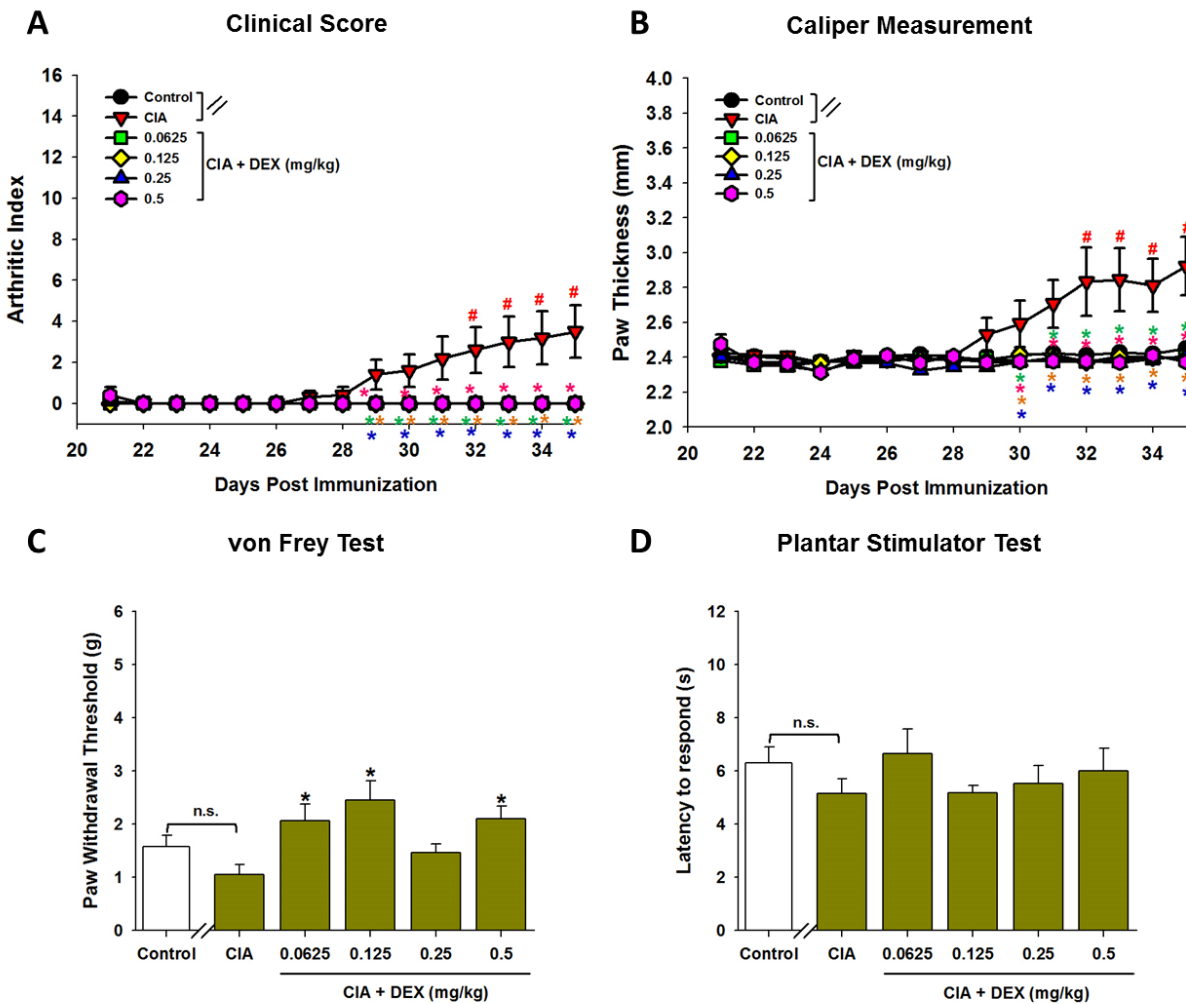 A
Clinical Score
Arthritic Index
16
14
12
10
8
6
4
2
0
Control
CIA
0.0625
0.125
0.25
0.5
CIA + DEX (mg/kg)
# # # #
* * * * * * *
* * * * * * * * * * * * * *
* * * * * * *
20 22 24 26 28 30 32 34
Days Post Immunization
B
Caliper Measurement
Paw Thickness (mm)
4.0
3.8
3.6
3.4
3.2
3.0
2.8
2.6
2.4
2.2
2.0
Control
CIA
0.0625
0.125
0.25
0.5
CIA + DEX (mg/kg)
# # # #
20 22 24 26 28 30 32 34
Days Post Immunization
C
von Frey Test
Paw Withdrawal Threshold (g)
6
5
4
3
2
1
0
n.s.
* * *
Control CIA 0.0625 0.125 0.25 0.5
CIA + DEX (mg/kg)
D
Plantar Stimulator Test
Latency to respond (s)
12
10
8
6
4
2
0
n.s.
Control CIA 0.0625 0.125 0.25 0.5
CIA + DEX (mg/kg)